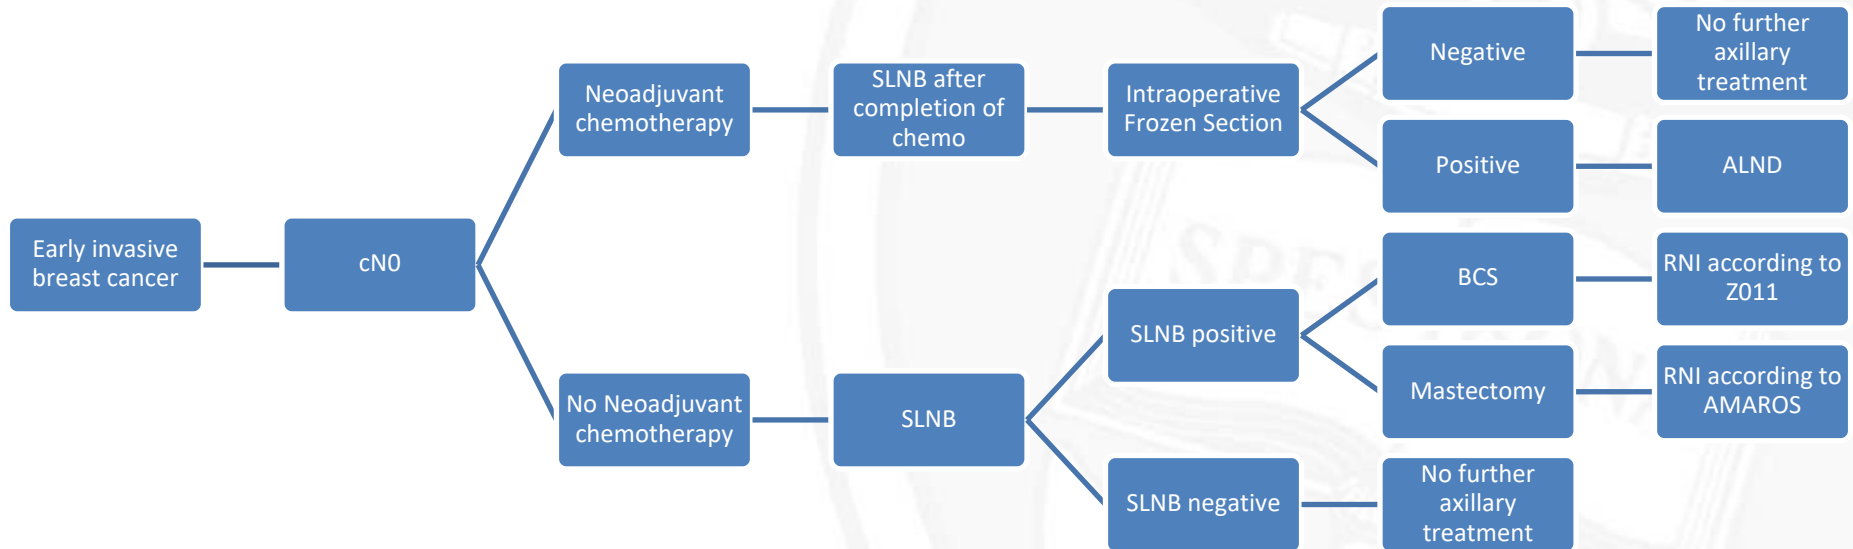 Early invasive
breast cancer
cN0
Neoadjuvant
chemotherapy
SLNB after
completion of
chemo
Intraoperative
Frozen Section
Negative
No further
axillary
treatment
Positive
ALND
No Neoadjuvant
chemotherapy
SLNB
SLNB positive
BCS
RNI according to
Z011
Mastectomy
RNI according to
AMAROS
SLNB negative
No further
axillary
treatment